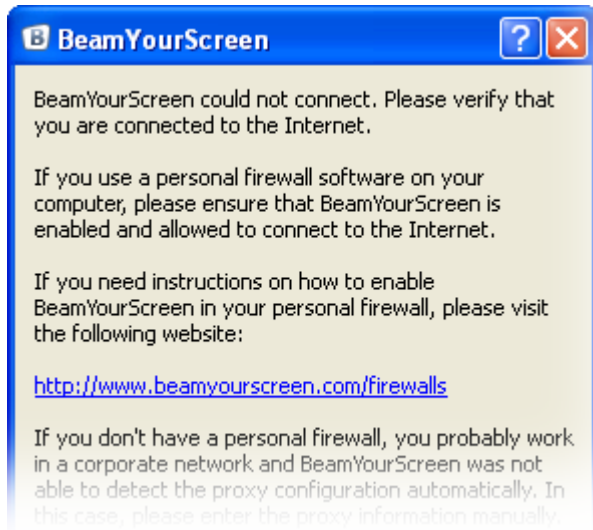 BeamYourScreen
BeamYourScreen could not connect. Please verify that
you are connected to the Internet.
If you use a personal firewall software on your
computer, please ensure that BeamYourScreen is
enabled and allowed to connect to the Internet.
If you need instructions on how to enable
BeamYourScreen in your personal firewall, please visit
the following website:
http://www.beamyourscreen.com/firewalls
If you don't have a personal firewall, you probably work
in a corporate network and BeamYourScreen was not
able to detect the proxy configuration automatically. In
this case, please enter the proxy information manually.